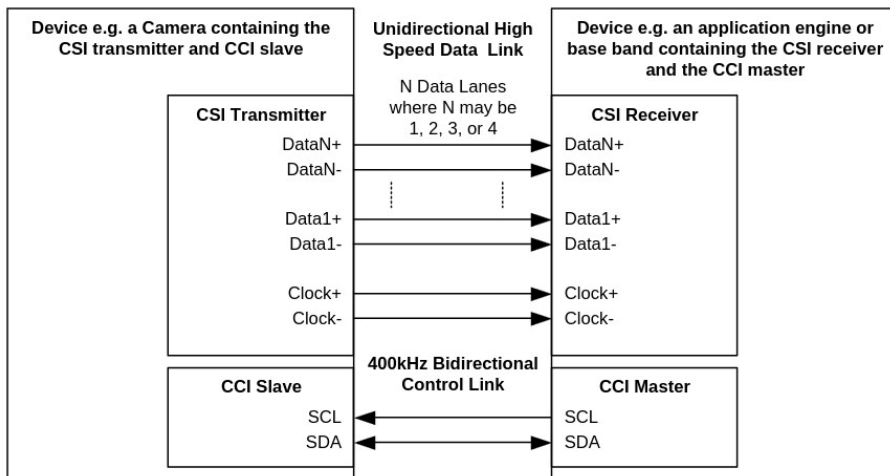 Device e.g. a Camera containing the
CSI transmitter and CCI slave
Unidirectional High
Speed Data Link
Device e.g. an application engine or
base band containing the CSI receiver
and the CCI master
N Data Lanes
where N may be
1, 2, 3, or 4
CSI Transmitter
DataN+
DataN-
Data1+
Data1-
Clock+
Clock-
CSI Receiver
DataN+
DataN-
Data1+
Data1-
Clock+
Clock-
400kHz Bidirectional
Control Link
CCI Slave
SCL
SDA
CCI Master
SCL
SDA